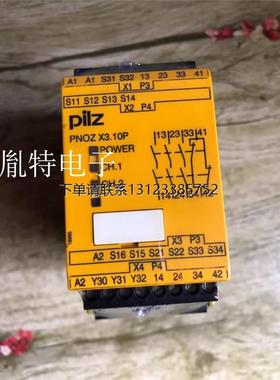 A1 A1 S31 S32 13 23 33 41
X1 P3
S11 S12 S13 S14
X2 P4
pilz
PNOZ X3.10P
POWER
CH.1
CH.2
13 23 33 41
14 24 34 42
胤特电子
下单请联系13123385752
X3 P3
A2 S16 S15 S21 S22 S33 S34
X4 P4
A2 Y30 Y31 Y32 14 24 34 42